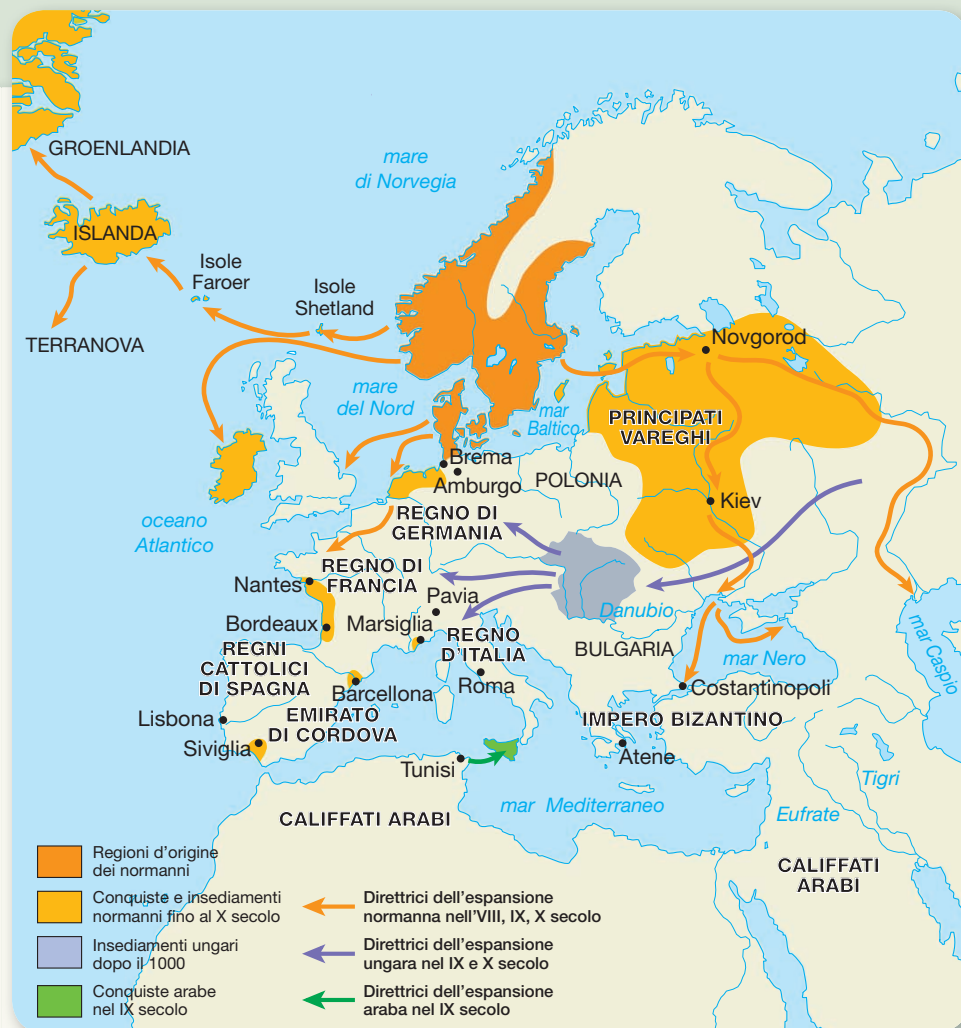 GROENLANDIA
mare
di Norvegia
ISLANDA
Isole
Faroer
Isole
Shetland
TERRANOVA
Novgorod
mare
del Nord
mar
Baltico
PRINCIPATI
VAREGHI
Brema
Amburgo
POLONIA
Kiev
oceano
Atlantico
REGNO DI
GERMANIA
REGNO DI
FRANCIA
Nantes
Pavia
Danubio
Bordeaux
Marsiglia
REGNO
D'ITALIA
BULGARIA
mar Nero
mar Caspio
REGNI
CATTOLICI
DI SPAGNA
Barcellona
Roma
Costantinopoli
Lisbona
EMIRATO
DI CORDOVA
IMPERO BIZANTINO
Siviglia
Atene
Tunisi
Tigri
mar Mediterraneo
Eufrate
CALIFFATI ARABI
CALIFFATI
ARABI
Regioni d'origine
dei normanni
Conquiste e insediamenti
normanni fino al X secolo
Insediamenti ungari
dopo il 1000
Conquiste arabe
nel IX secolo
Direttrici dell'espansione
normanna nell'VIII, IX, X secolo
Direttrici dell'espansione
ungara nel IX e X secolo
Direttrici dell'espansione
araba nel IX secolo